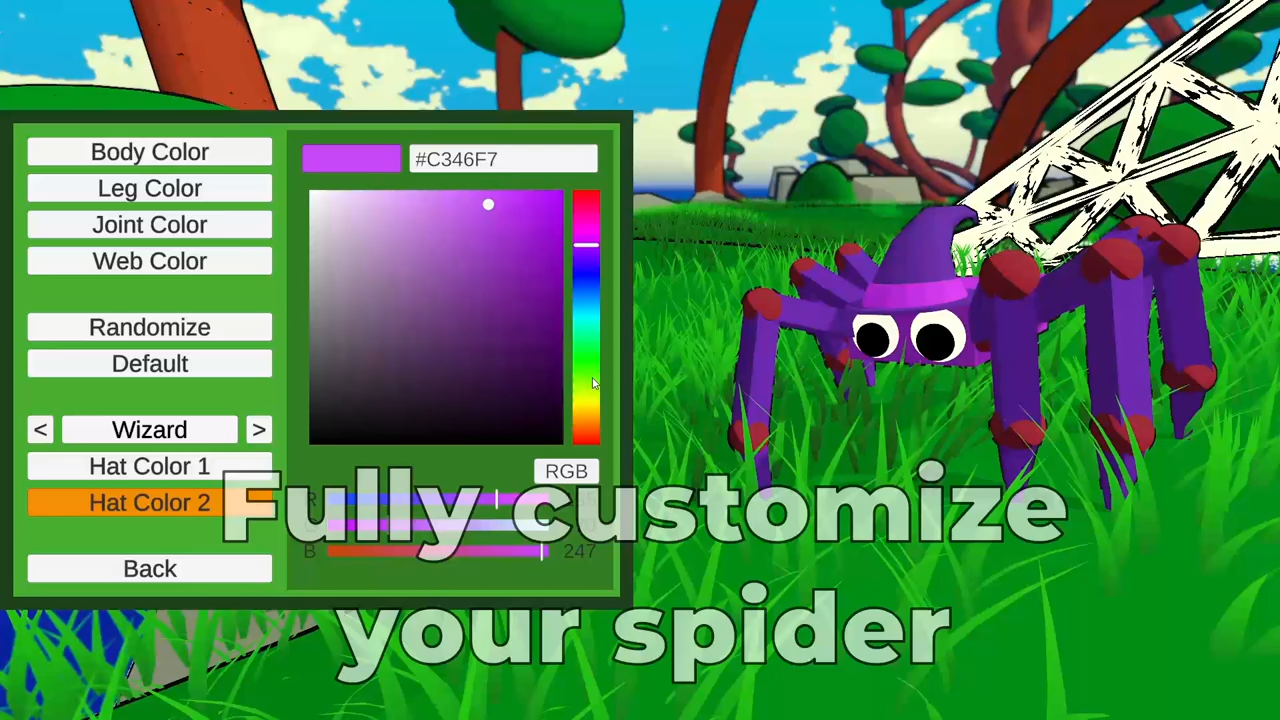 Body Color
Leg Color
Joint Color
Web Color
Randomize
Default
< Wizard >
Hat Color 1
Hat Color 2
Back
#C346F7
RGB
R
B 247
Fully customize
your spider